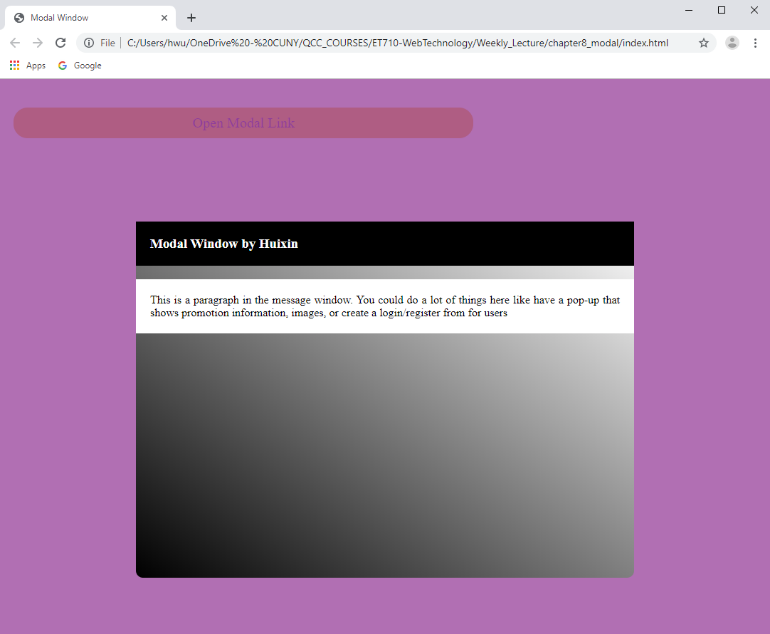 Modal Window
File | C:/Users/hwu/OneDrive%20-%20CUNY/QCC_COURSES/ET710-WebTechnology/Weekly_Lecture/chapter8_modal/index.html
Apps Google
Open Modal Link
Modal Window by Huixin
This is a paragraph in the message window. You could do a lot of things here like have a pop-up that
shows promotion information, images, or create a login/register from for users